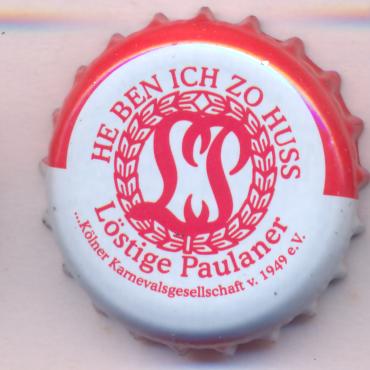 HE BEN ICH ZO HUSS
LP
Löstige Paulaner
...Kölner Karnevalsgesellschaft v. 1949 e.V.